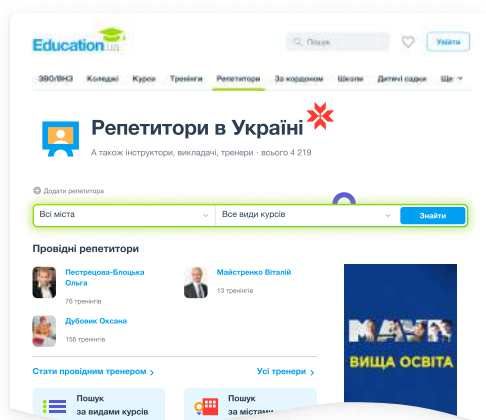 Education.ua
Пошук
Увійти
ЗВО/ВНЗ Коледжі Курси Тренінги Репетитори За кордоном Школи Дитячі садки Ще
Репетитори в Україні
А також інструктори, викладачі, тренери · всього 4 219
Додати репетитора
Всі міста Все види курсів Знайти
Провідні репетитори
Пестрецова-Блоцька
Ольга
76 тренінгів
Майстренко Віталій
13 тренінгів
Дубовик Оксана
156 тренінгів
МАУП
ВИЩА ОСВІТА
Стати провідним тренером Усі тренери
Пошук
за видами курсів
Пошук
за містами